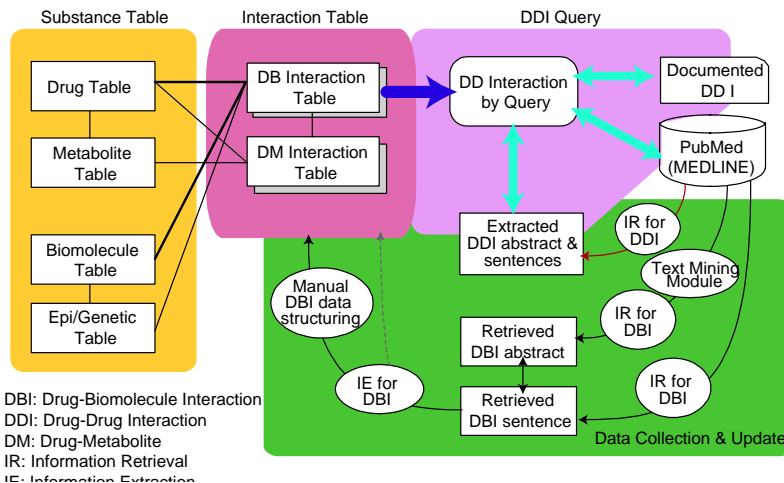 Substance Table
Interaction Table
DDI Query
Drug Table
Metabolite
Table
Biomolecule
Table
Epi/Genetic
Table
DB Interaction
Table
DM Interaction
Table
DD Interaction
by Query
Documented
DD I
PubMed
(MEDLINE)
Extracted
DDI abstract &
sentences
IR for
DDI
Text Mining
Module
IR for
DBI
Manual
DBI data
structuring
Retrieved
DBI abstract
IE for
DBI
Retrieved
DBI sentence
IR for
DBI
Data Collection & Update
DBI: Drug-Biomolecule Interaction
DDI: Drug-Drug Interaction
DM: Drug-Metabolite
IR: Information Retrieval
IE: Information Extraction